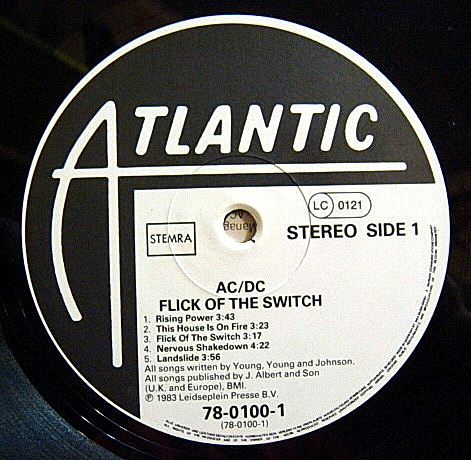 ATLANTIC
LC 0121
STEMRA
STEREO SIDE 1
AC/DC
FLICK OF THE SWITCH
1. Rising Power 3:43
2. This House Is On Fire 3:23
3. Flick Of The Switch 3:17
4. Nervous Shakedown 4:22
5. Landslide 3:56
All songs written by Young, Young and Johnson.
All songs published by J. Albert and Son
(U.K. and Europe), BMI.
℗ 1983 Leidseplein Presse B.V.
78-0100-1
(78-0100-1)